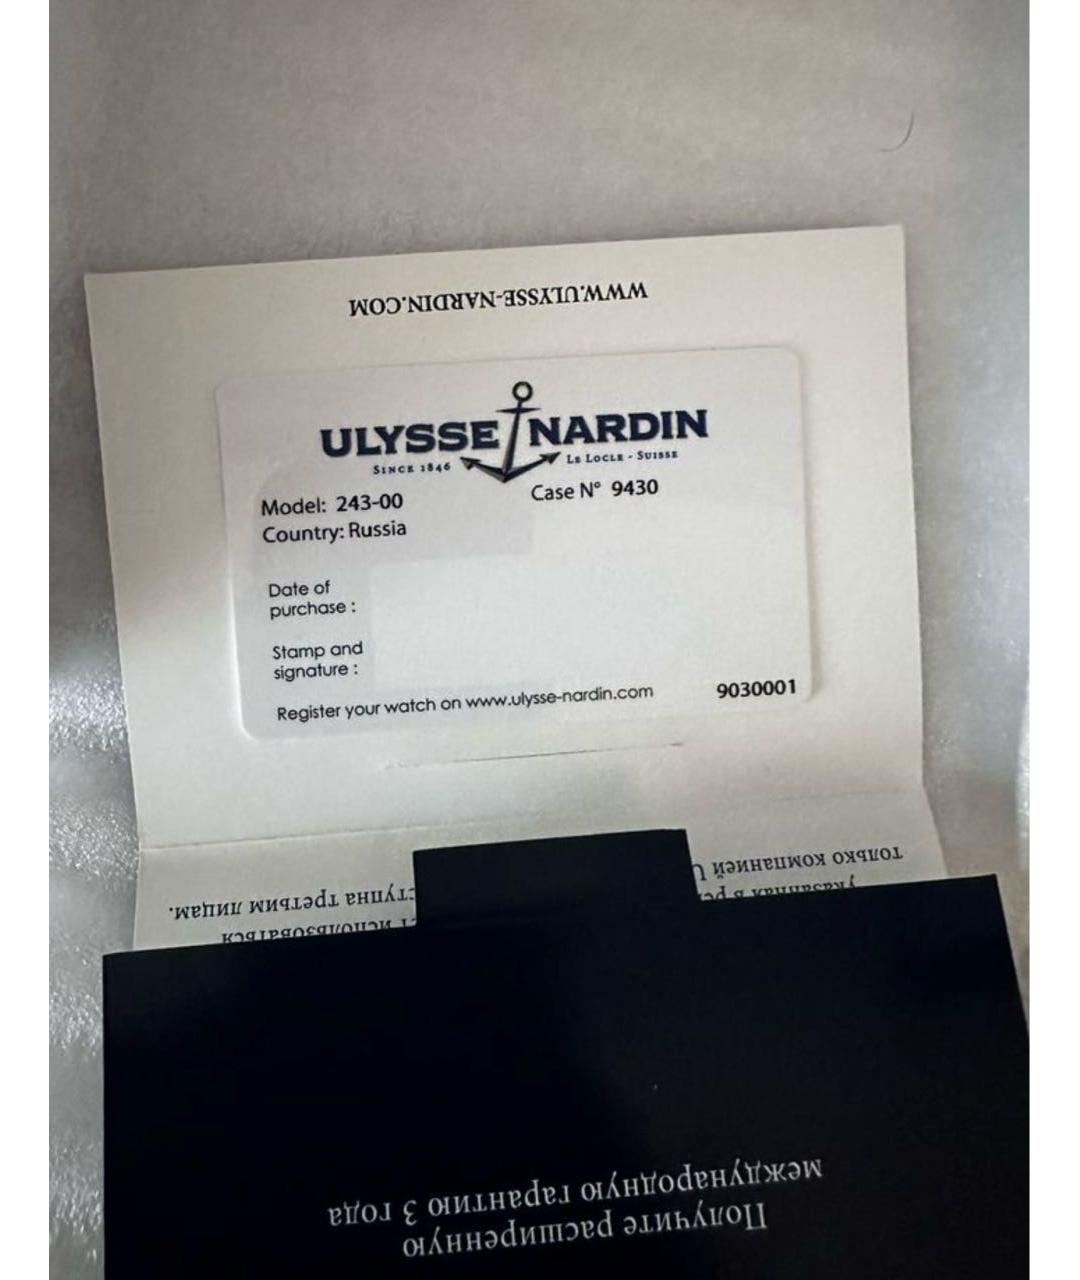 WWW.ULYSSE-NARDIN.COM
ULYSSE NARDIN
SINCE 1846 LE LOCLE - SUISSE
Model: 243-00 Case N° 9430
Country: Russia
Date of
purchase :
Stamp and
signature :
Register your watch on www.ulysse-nardin.com 9030001
использоваться
только компанией
третьим лицам.
Получите расширенную
международную гарантию 3 года